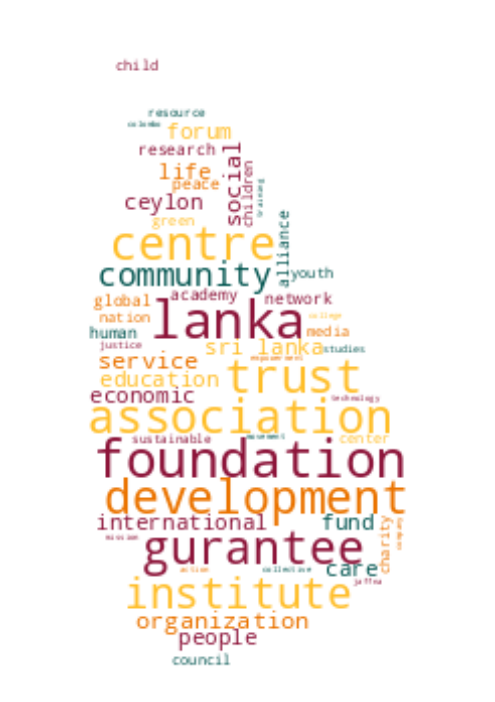 child
resource
colombo
forum
research
social
life
children
peace
training
ceylon
green
alliance
centre
community
youth
academy
global
network
lanka
nation
college
human
media
justice
sri lanka
studies
service
empowerment
trust
education
economic
technology
association
sustainable
movement
center
foundation
development
international
fund
charity
company
mission
gurantee
action
collective
care
jaffna
institute
organization
people
council